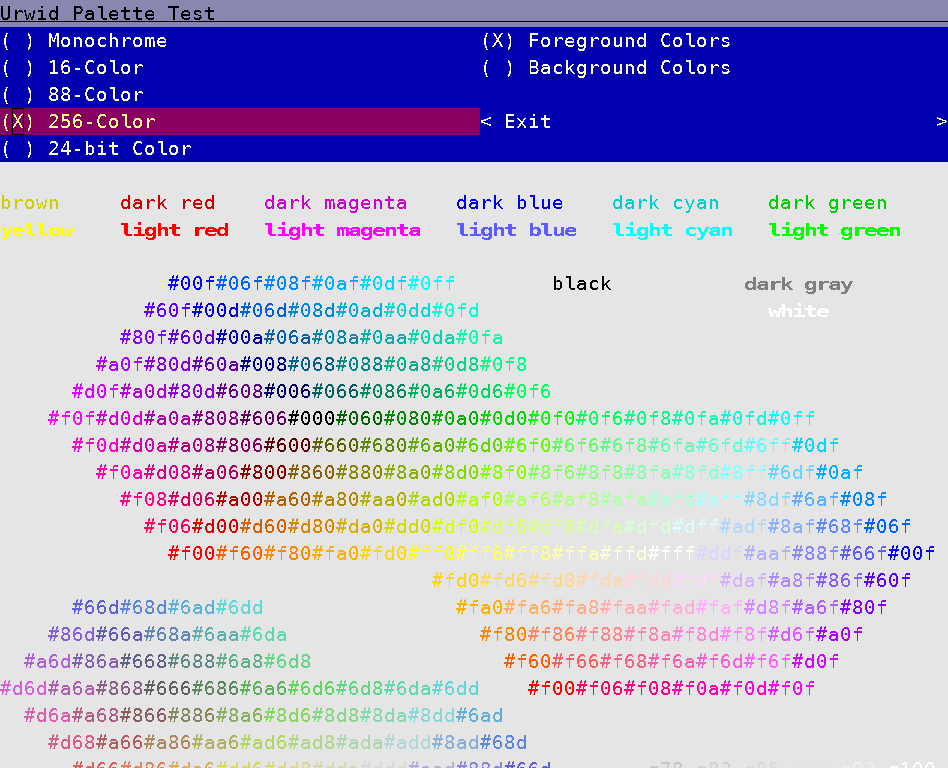 Urwid Palette Test
( ) Monochrome (X) Foreground Colors
( ) 16-Color ( ) Background Colors
( ) 88-Color
(X) 256-Color < Exit >
( ) 24-bit Color
brown dark red dark magenta dark blue dark cyan dark green
yellow light red light magenta light blue light cyan light green
#00f#06f#08f#0af#0df#0ff black dark gray
#60f#00d#06d#08d#0ad#0dd#0fd white
#80f#60d#00a#06a#08a#0aa#0da#0fa
#a0f#80d#60a#008#068#088#0a8#0d8#0f8
#d0f#a0d#80d#608#006#066#086#0a6#0d6#0f6
#f0f#d0d#a0a#808#606#000#060#080#0a0#0d0#0f0#0f6#0f8#0fa#0fd#0ff
#f0d#d0a#a08#806#600#660#680#6a0#6d0#6f0#6f6#6f8#6fa#6fd#6ff#0df
#f0a#d08#a06#800#860#880#8a0#8d0#8f0#8f6#8f8#8fa#8fd#8ff#6df#0af
#f08#d06#a00#a60#a80#aa0#ad0#af0#af6#af8#afa#afd#aff#8df#6af#08f
#f06#d00#d60#d80#da0#dd0#df0#df6#df8#dfa#dfd#dff#adf#8af#68f#06f
#f00#f60#f80#fa0#fd0#ff0#ff6#ff8#ffa#ffd#fff#ddf#aaf#88f#66f#00f
#fd0#fd6#fd8#fda#fdd#fdf#daf#a8f#86f#60f
#66d#68d#6ad#6dd #fa0#fa6#fa8#faa#fad#faf#d8f#a6f#80f
#86d#66a#68a#6aa#6da #f80#f86#f88#f8a#f8d#f8f#d6f#a0f
#a6d#86a#668#688#6a8#6d8 #f60#f66#f68#f6a#f6d#f6f#d0f
#d6d#a6a#868#666#686#6a6#6d6#6d8#6da#6dd #f00#f06#f08#f0a#f0d#f0f
#d6a#a68#866#886#8a6#8d6#8d8#8da#8dd#6ad
#d68#a66#a86#aa6#ad6#ad8#ada#add#8ad#68d